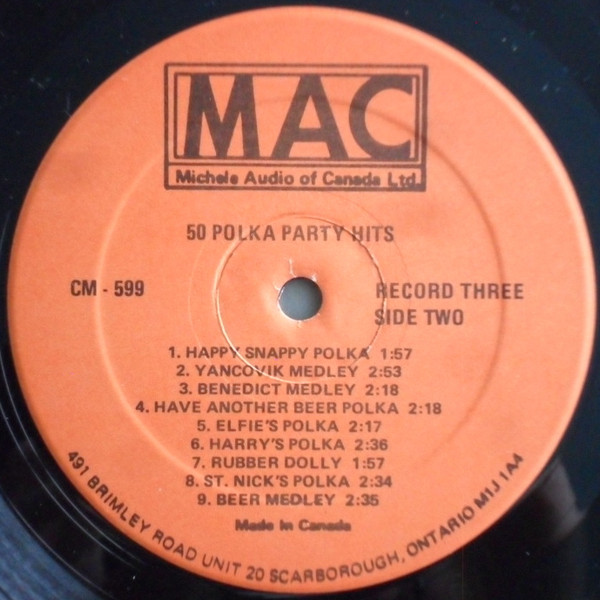 MAC
Michele Audio of Canada Ltd.
50 POLKA PARTY HITS
CM - 599
RECORD THREE
SIDE TWO
1. HAPPY SNAPPY POLKA 1:57
2. YANCOVIK MEDLEY 2:53
3. BENEDICT MEDLEY 2:18
4. HAVE ANOTHER BEER POLKA 2:18
5. ELFIE'S POLKA 2:17
6. HARRY'S POLKA 2:36
7. RUBBER DOLLY 1:57
8. ST. NICK'S POLKA 2:34
9. BEER MEDLEY 2:35
Made In Canada
491 BRIMLEY ROAD UNIT 20 SCARBOROUGH, ONTARIO M1J 1A4